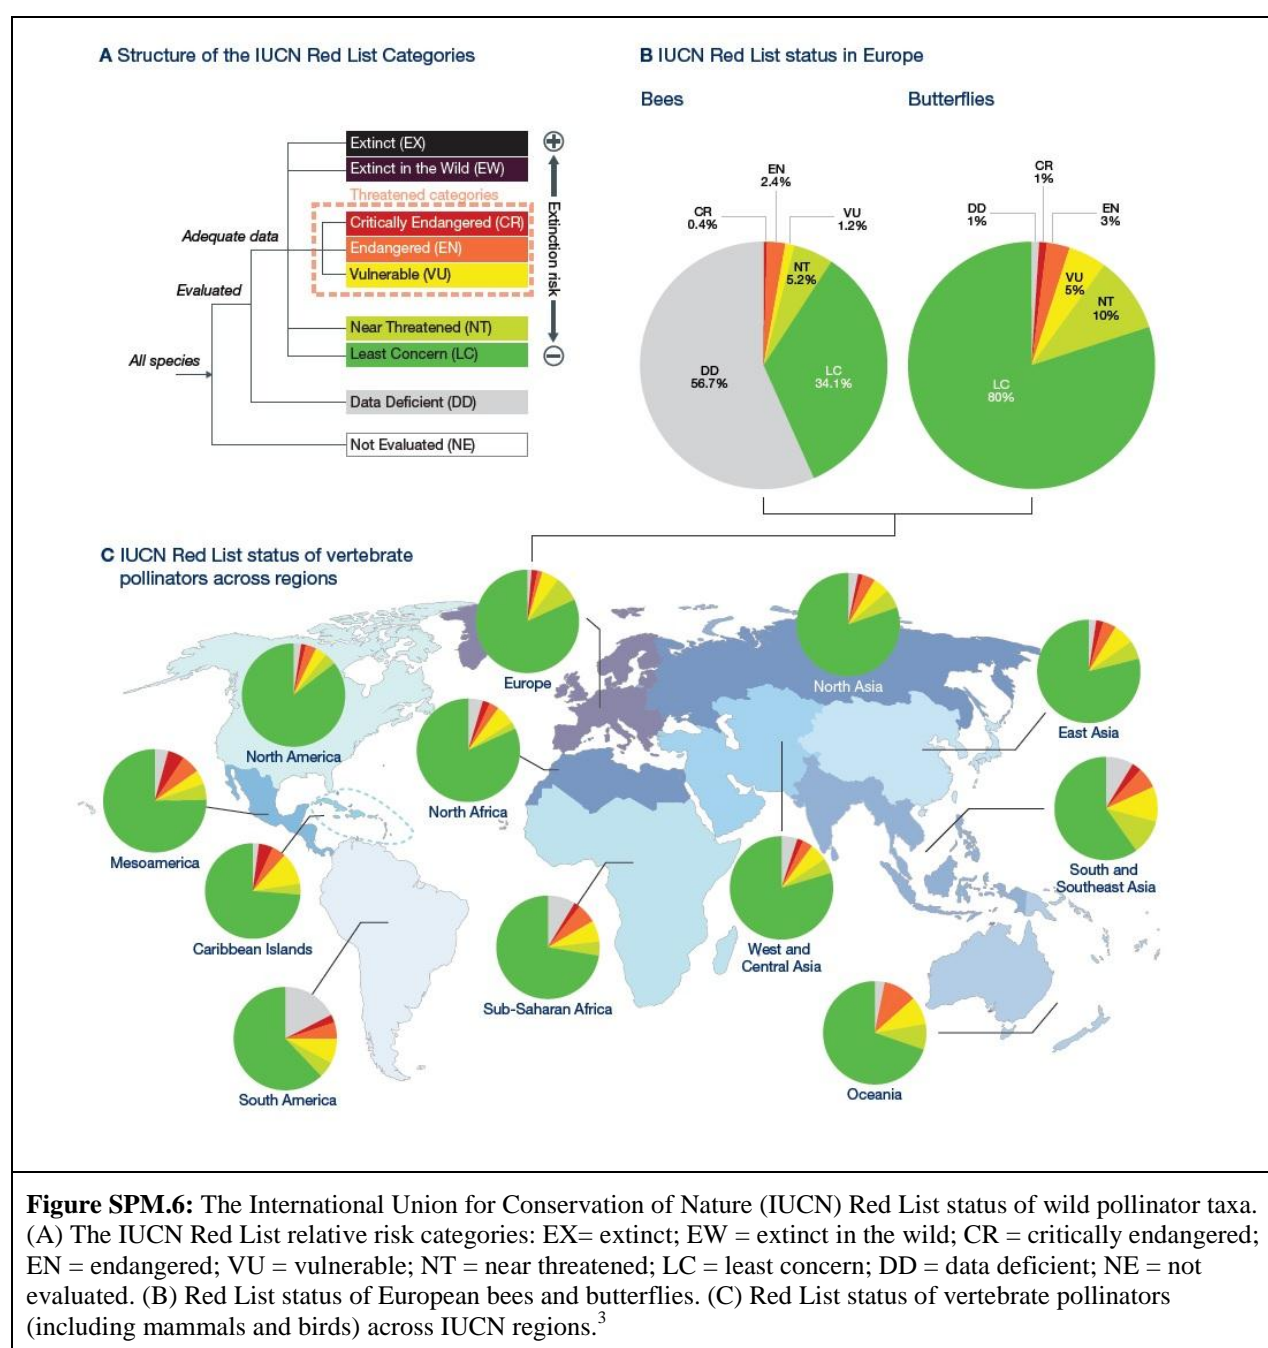 A Structure of the IUCN Red List Categories
Extinct (EX)
Extinct in the Wild (EW)
Threatened categories
Critically Endangered (CR)
Endangered (EN)
Vulnerable (VU)
Near Threatened (NT)
Least Concern (LC)
Data Deficient (DD)
Not Evaluated (NE)
Adequate data
Evaluated
All species
Extinction risk
B IUCN Red List status in Europe
Bees
CR
0.4%
EN
2.4%
VU
1.2%
NT
5.2%
LC
34.1%
DD
56.7%
Butterflies
DD
1%
CR
1%
EN
3%
VU
5%
NT
10%
LC
80%
C IUCN Red List status of vertebrate
pollinators across regions
Europe
North Asia
East Asia
North America
North Africa
Mesoamerica
South and
Southeast Asia
Caribbean Islands
West and
Central Asia
Sub-Saharan Africa
Oceania
South America
Figure SPM.6: The International Union for Conservation of Nature (IUCN) Red List status of wild pollinator taxa.
(A) The IUCN Red List relative risk categories: EX= extinct; EW = extinct in the wild; CR = critically endangered;
EN = endangered; VU = vulnerable; NT = near threatened; LC = least concern; DD = data deficient; NE = not
evaluated. (B) Red List status of European bees and butterflies. (C) Red List status of vertebrate pollinators
(including mammals and birds) across IUCN regions.3